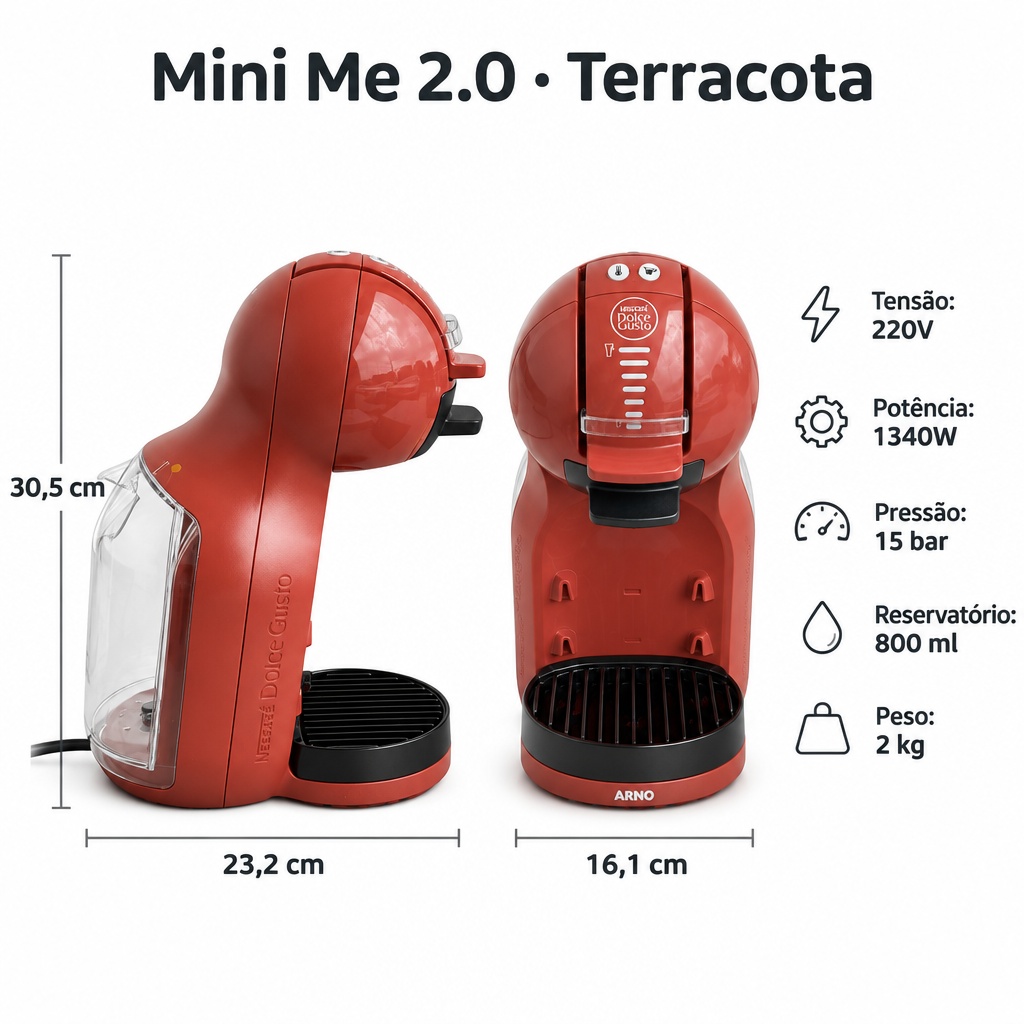 Mini Me 2.0 · Terracota
30,5 cm
NESCAFÉ Dolce Gusto
23,2 cm
NESCAFÉ
Dolce
Gusto
ARNO
16,1 cm
Tensão:
220V
Potência:
1340W
Pressão:
15 bar
Reservatório:
800 ml
Peso:
2 kg